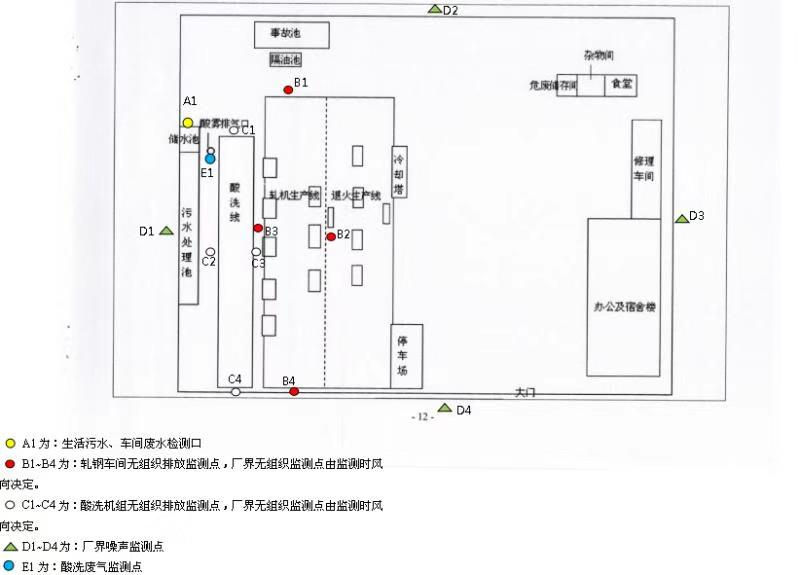 D2
事故池
隔油池
杂物间
B1
危废储存间
食堂
A1
酸雾排气口
C1
储水池
E1
冷却塔
修理车间
酸洗线
轧机生产线
退火生产线
污水处理池
D1
B3
B2
D3
C2
C3
办公及宿舍楼
停车场
C4
B4
大门
D4
- 12 -
A1为：生活污水、车间废水检测口
B1~B4为：轧钢车间无组织排放监测点，厂界无组织监测点由监测时风
向决定。
C1~C4为：酸洗机组无组织排放监测点，厂界无组织监测点由监测时风
向决定。
D1~D4为：厂界噪声监测点
E1为：酸洗废气监测点